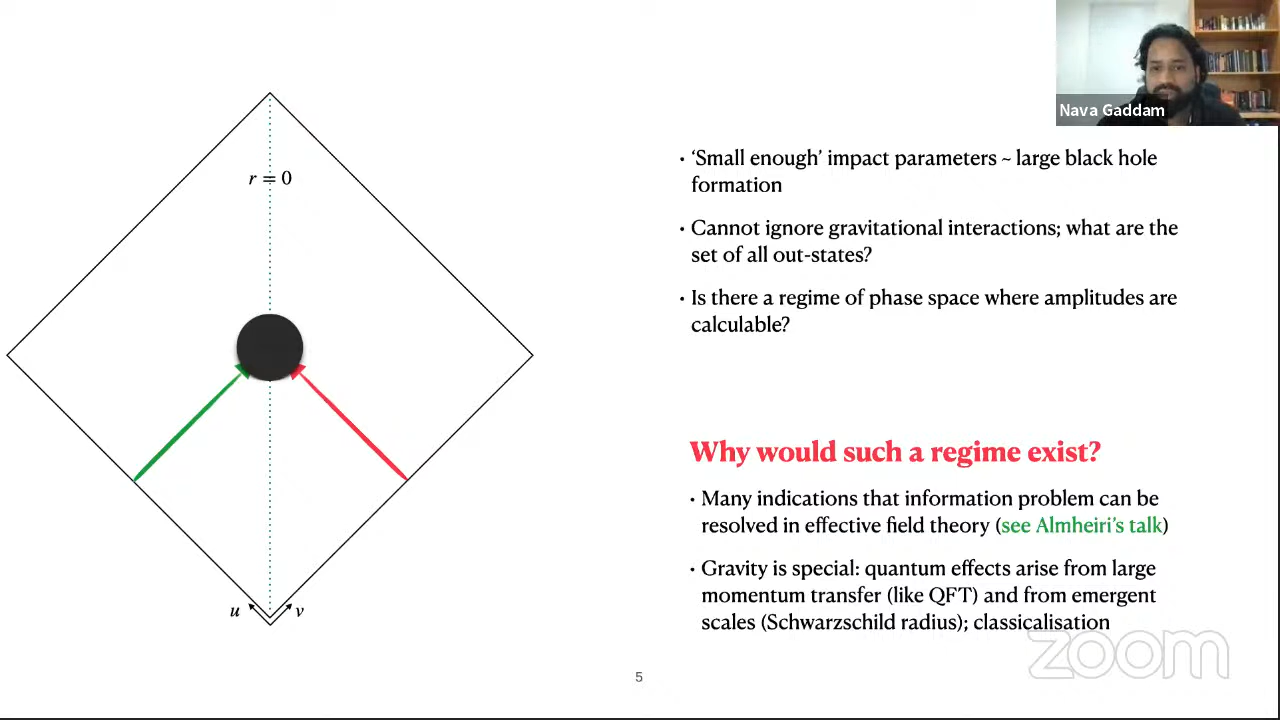 Nava Gaddam
r = 0
u
v
• ‘Small enough’ impact parameters ~ large black hole
formation
• Cannot ignore gravitational interactions; what are the
set of all out-states?
• Is there a regime of phase space where amplitudes are
calculable?
Why would such a regime exist?
• Many indications that information problem can be
resolved in effective field theory (see Almheiri’s talk)
• Gravity is special: quantum effects arise from large
momentum transfer (like QFT) and from emergent
scales (Schwarzschild radius); classicalisation
zoom
5